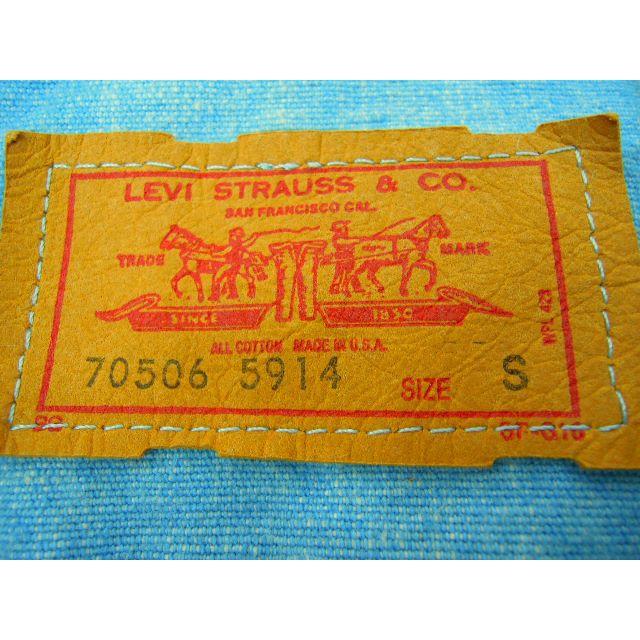 LEVI STRAUSS & CO.
SAN FRANCISCO CAL.
TRADE MARK
SINCE 1850
ALL COTTON MADE IN U.S.A.
WPL 423
70506 5914 SIZE S